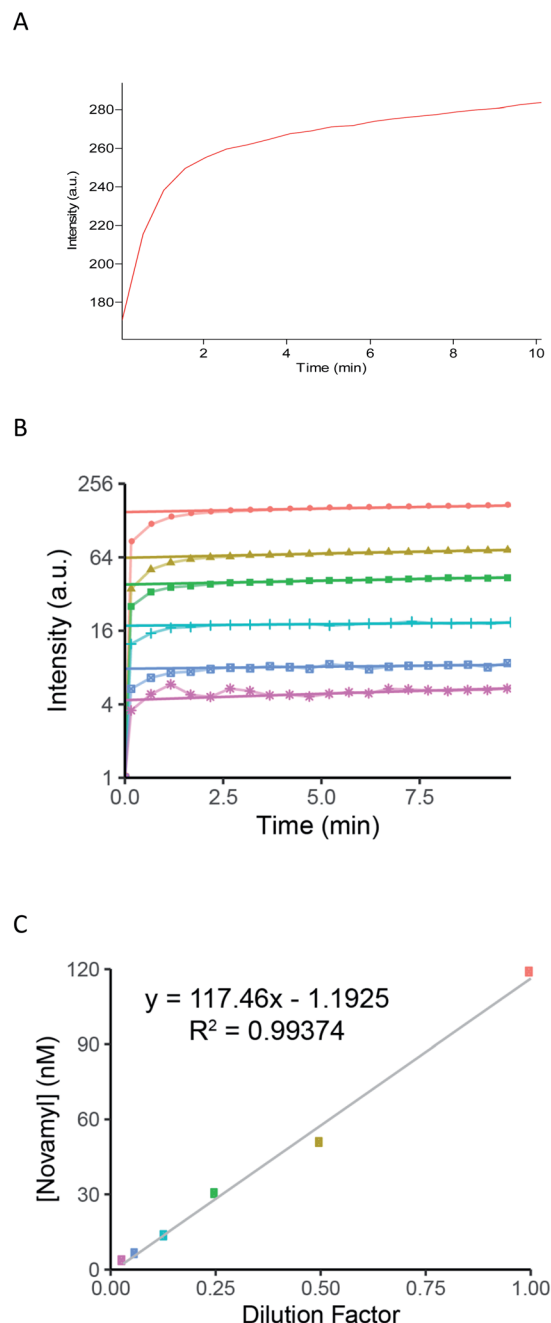 A
Intensity (a.u.)
280
260
240
220
200
180
2 4 6 8 10
Time (min)
B
Intensity (a.u.)
256
64
16
4
1
0.0 2.5 5.0 7.5
Time (min)
C
[Novamyl] (nM)
120
90
60
30
0
y = 117.46x - 1.1925
R² = 0.99374
0.00 0.25 0.50 0.75 1.00
Dilution Factor